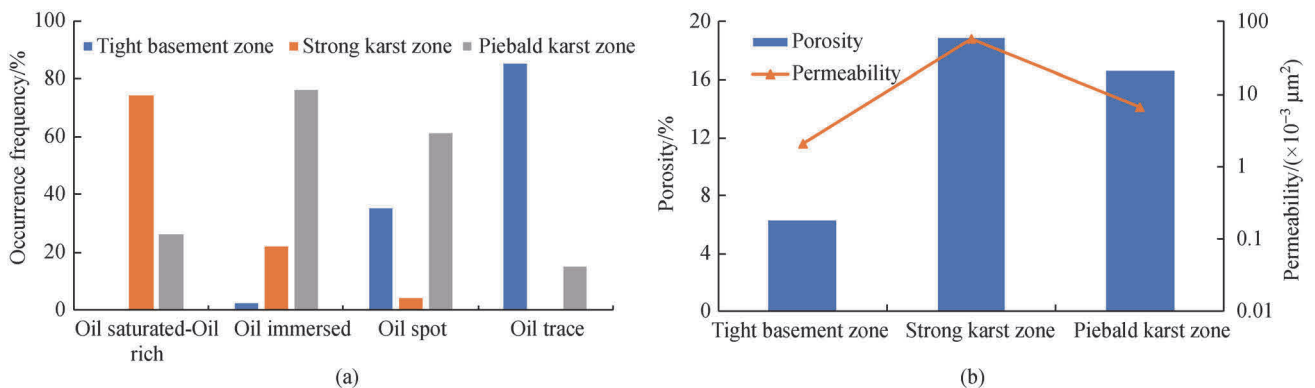 100
80
60
40
20
0
Occurrence frequency/%
Tight basement zone
Strong karst zone
Piebald karst zone
Oil saturated-Oil
rich
Oil immersed
Oil spot
Oil trace
(a)
20
16
12
8
4
0
Porosity/%
Porosity
Permeability
100
10
1
0.1
0.01
Permeability/(×10⁻³ μm²)
Tight basement zone
Strong karst zone
Piebald karst zone
(b)